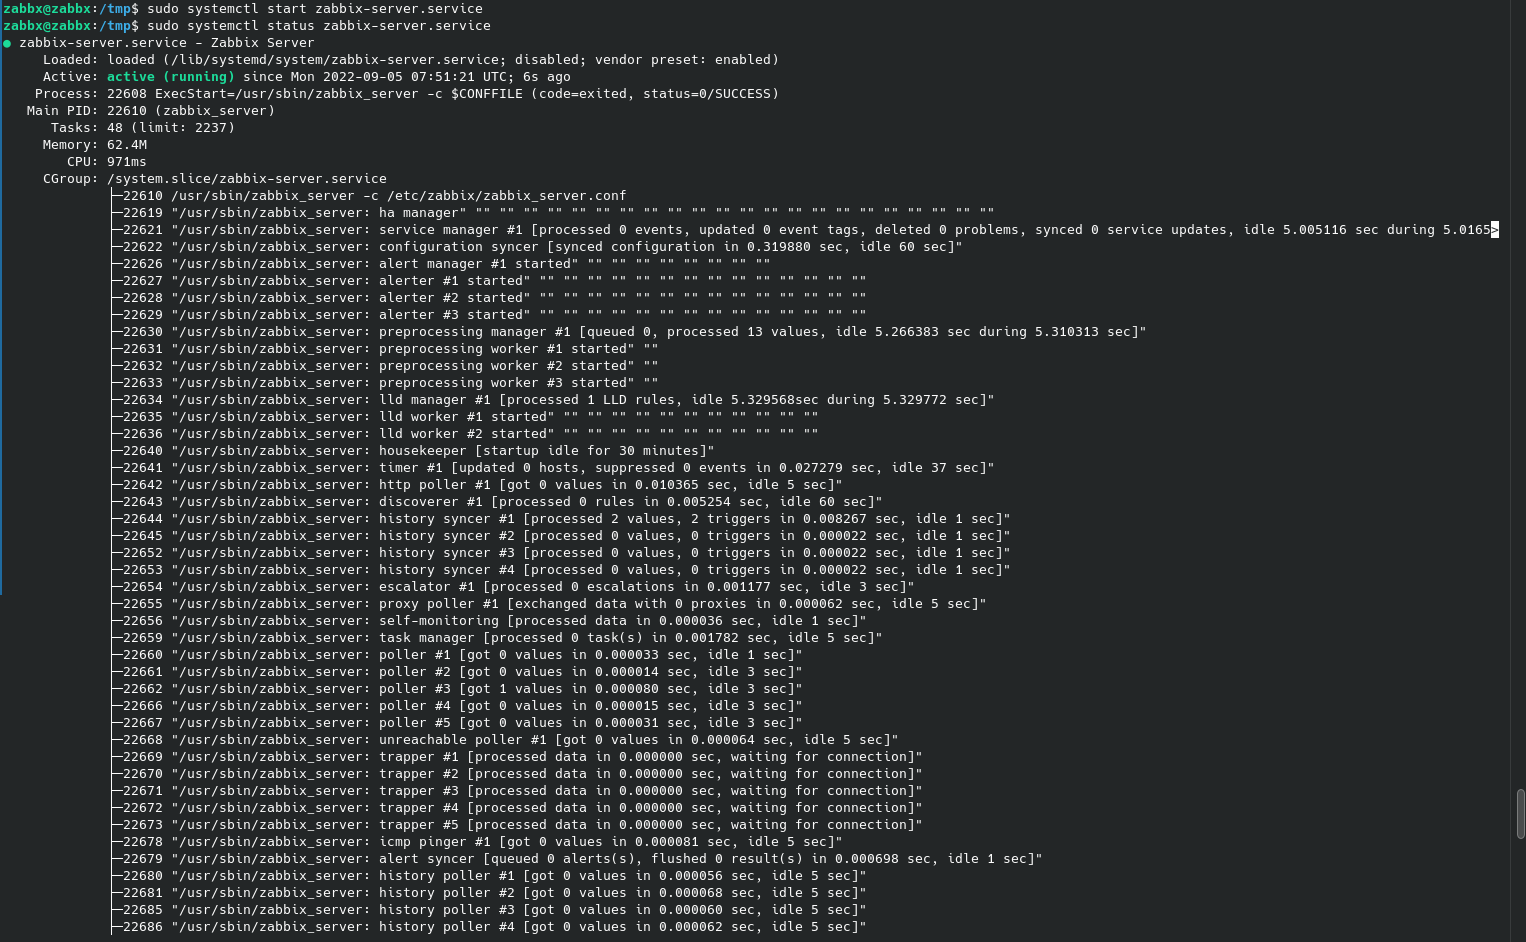 zabbx@zabbx:/tmp$ sudo systemctl start zabbix-server.service
zabbx@zabbx:/tmp$ sudo systemctl status zabbix-server.service
● zabbix-server.service - Zabbix Server
Loaded: loaded (/lib/systemd/system/zabbix-server.service; disabled; vendor preset: enabled)
Active: active (running) since Mon 2022-09-05 07:51:21 UTC; 6s ago
Process: 22608 ExecStart=/usr/sbin/zabbix_server -c $CONFFILE (code=exited, status=0/SUCCESS)
Main PID: 22610 (zabbix_server)
Tasks: 48 (limit: 2237)
Memory: 62.4M
CPU: 971ms
CGroup: /system.slice/zabbix-server.service
├─22610 /usr/sbin/zabbix_server -c /etc/zabbix/zabbix_server.conf
├─22619 "/usr/sbin/zabbix_server: ha manager" "" "" "" "" "" "" "" "" "" "" "" "" "" "" "" "" "" "" "" "" "" ""
├─22621 "/usr/sbin/zabbix_server: service manager #1 [processed 0 events, updated 0 event tags, deleted 0 problems, synced 0 service updates, idle 5.005116 sec during 5.0165>
├─22622 "/usr/sbin/zabbix_server: configuration syncer [synced configuration in 0.319880 sec, idle 60 sec]"
├─22626 "/usr/sbin/zabbix_server: alert manager #1 started" "" "" "" "" "" "" "" ""
├─22627 "/usr/sbin/zabbix_server: alerter #1 started" "" "" "" "" "" "" "" "" "" "" "" "" "" ""
├─22628 "/usr/sbin/zabbix_server: alerter #2 started" "" "" "" "" "" "" "" "" "" "" "" "" "" ""
├─22629 "/usr/sbin/zabbix_server: alerter #3 started" "" "" "" "" "" "" "" "" "" "" "" "" "" ""
├─22630 "/usr/sbin/zabbix_server: preprocessing manager #1 [queued 0, processed 13 values, idle 5.266383 sec during 5.310313 sec]"
├─22631 "/usr/sbin/zabbix_server: preprocessing worker #1 started" ""
├─22632 "/usr/sbin/zabbix_server: preprocessing worker #2 started" ""
├─22633 "/usr/sbin/zabbix_server: preprocessing worker #3 started" ""
├─22634 "/usr/sbin/zabbix_server: lld manager #1 [processed 1 LLD rules, idle 5.329568sec during 5.329772 sec]"
├─22635 "/usr/sbin/zabbix_server: lld worker #1 started" "" "" "" "" "" "" "" "" "" "" ""
├─22636 "/usr/sbin/zabbix_server: lld worker #2 started" "" "" "" "" "" "" "" "" "" "" ""
├─22640 "/usr/sbin/zabbix_server: housekeeper [startup idle for 30 minutes]"
├─22641 "/usr/sbin/zabbix_server: timer #1 [updated 0 hosts, suppressed 0 events in 0.027279 sec, idle 37 sec]"
├─22642 "/usr/sbin/zabbix_server: http poller #1 [got 0 values in 0.010365 sec, idle 5 sec]"
├─22643 "/usr/sbin/zabbix_server: discoverer #1 [processed 0 rules in 0.005254 sec, idle 60 sec]"
├─22644 "/usr/sbin/zabbix_server: history syncer #1 [processed 2 values, 2 triggers in 0.008267 sec, idle 1 sec]"
├─22645 "/usr/sbin/zabbix_server: history syncer #2 [processed 0 values, 0 triggers in 0.000022 sec, idle 1 sec]"
├─22652 "/usr/sbin/zabbix_server: history syncer #3 [processed 0 values, 0 triggers in 0.000022 sec, idle 1 sec]"
├─22653 "/usr/sbin/zabbix_server: history syncer #4 [processed 0 values, 0 triggers in 0.000022 sec, idle 1 sec]"
├─22654 "/usr/sbin/zabbix_server: escalator #1 [processed 0 escalations in 0.001177 sec, idle 3 sec]"
├─22655 "/usr/sbin/zabbix_server: proxy poller #1 [exchanged data with 0 proxies in 0.000062 sec, idle 5 sec]"
├─22656 "/usr/sbin/zabbix_server: self-monitoring [processed data in 0.000036 sec, idle 1 sec]"
├─22659 "/usr/sbin/zabbix_server: task manager [processed 0 task(s) in 0.001782 sec, idle 5 sec]"
├─22660 "/usr/sbin/zabbix_server: poller #1 [got 0 values in 0.000033 sec, idle 1 sec]"
├─22661 "/usr/sbin/zabbix_server: poller #2 [got 0 values in 0.000014 sec, idle 3 sec]"
├─22662 "/usr/sbin/zabbix_server: poller #3 [got 1 values in 0.000080 sec, idle 3 sec]"
├─22666 "/usr/sbin/zabbix_server: poller #4 [got 0 values in 0.000015 sec, idle 3 sec]"
├─22667 "/usr/sbin/zabbix_server: poller #5 [got 0 values in 0.000031 sec, idle 3 sec]"
├─22668 "/usr/sbin/zabbix_server: unreachable poller #1 [got 0 values in 0.000064 sec, idle 5 sec]"
├─22669 "/usr/sbin/zabbix_server: trapper #1 [processed data in 0.000000 sec, waiting for connection]"
├─22670 "/usr/sbin/zabbix_server: trapper #2 [processed data in 0.000000 sec, waiting for connection]"
├─22671 "/usr/sbin/zabbix_server: trapper #3 [processed data in 0.000000 sec, waiting for connection]"
├─22672 "/usr/sbin/zabbix_server: trapper #4 [processed data in 0.000000 sec, waiting for connection]"
├─22673 "/usr/sbin/zabbix_server: trapper #5 [processed data in 0.000000 sec, waiting for connection]"
├─22678 "/usr/sbin/zabbix_server: icmp pinger #1 [got 0 values in 0.000081 sec, idle 5 sec]"
├─22679 "/usr/sbin/zabbix_server: alert syncer [queued 0 alerts(s), flushed 0 result(s) in 0.000698 sec, idle 1 sec]"
├─22680 "/usr/sbin/zabbix_server: history poller #1 [got 0 values in 0.000056 sec, idle 5 sec]"
├─22681 "/usr/sbin/zabbix_server: history poller #2 [got 0 values in 0.000068 sec, idle 5 sec]"
├─22685 "/usr/sbin/zabbix_server: history poller #3 [got 0 values in 0.000060 sec, idle 5 sec]"
├─22686 "/usr/sbin/zabbix_server: history poller #4 [got 0 values in 0.000062 sec, idle 5 sec]"